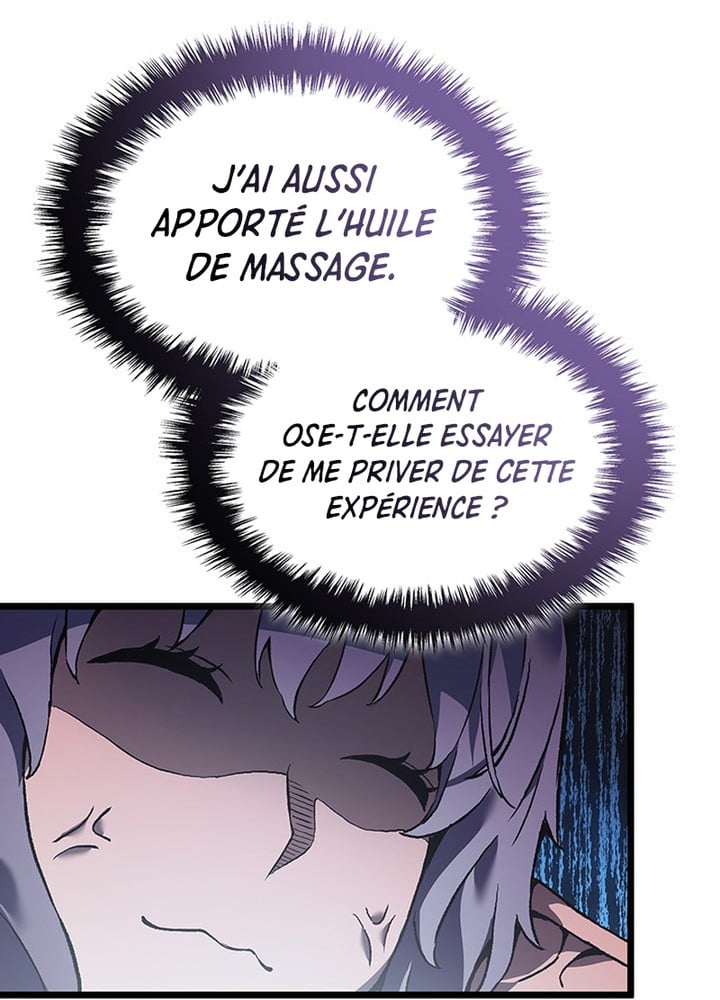 J'AI AUSSI
APPORTÉ L'HUILE
DE MASSAGE.
COMMENT
OSE-T-ELLE ESSAYER
DE ME PRIVER DE CETTE
EXPÉRIENCE ?